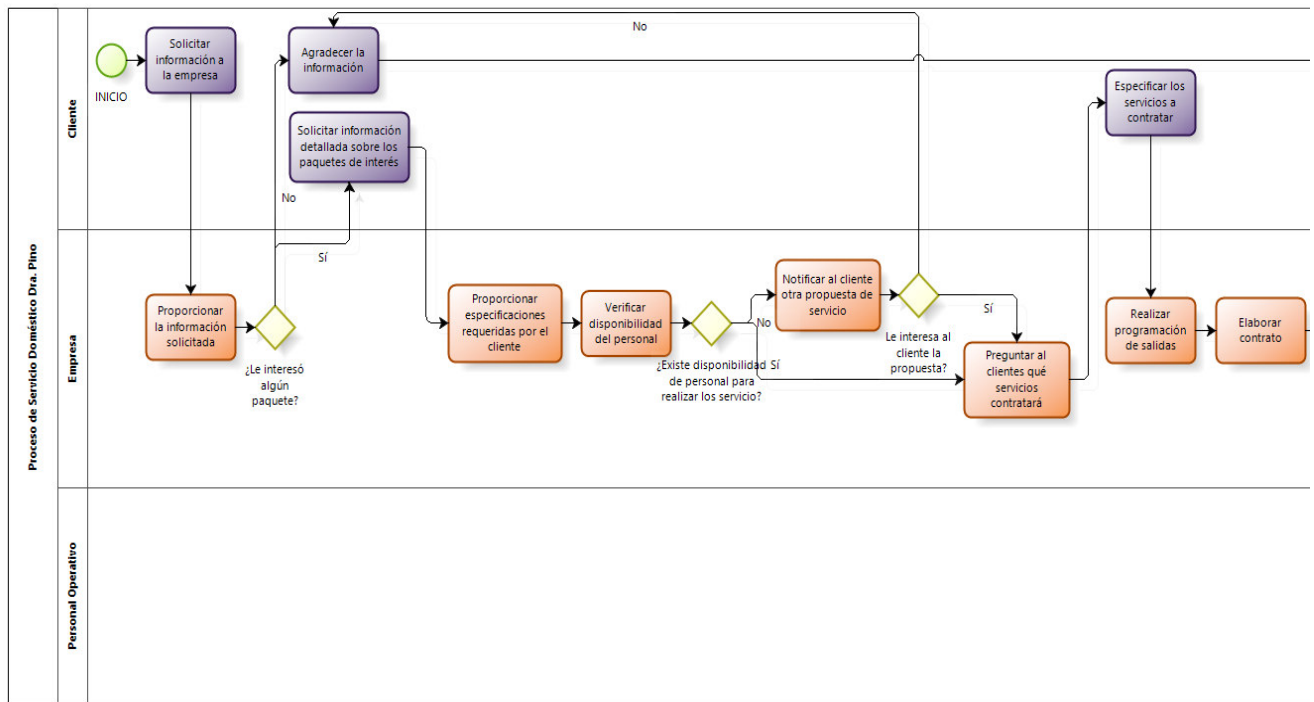 Proceso de Servicio Doméstico Dra. Pino
Cliente
INICIO
Solicitar
información a
la empresa
Agradecer la
información
No
Solicitar información
detallada sobre los
paquetes de interés
Especificar los
servicios a
contratar
No
Sí
Empresa
Proporcionar
la información
solicitada
¿Le interesó
algún
paquete?
Proporcionar
especificaciones
requeridas por el
cliente
Verificar
disponibilidad
del personal
¿Existe disponibilidad
de personal para
realizar los servicio?
No
Sí
Notificar al cliente
otra propuesta de
servicio
Le interesa al
cliente la
propuesta?
Sí
Preguntar al
clientes qué
servicios
contratará
Realizar
programación
de salidas
Elaborar
contrato
Personal Operativo